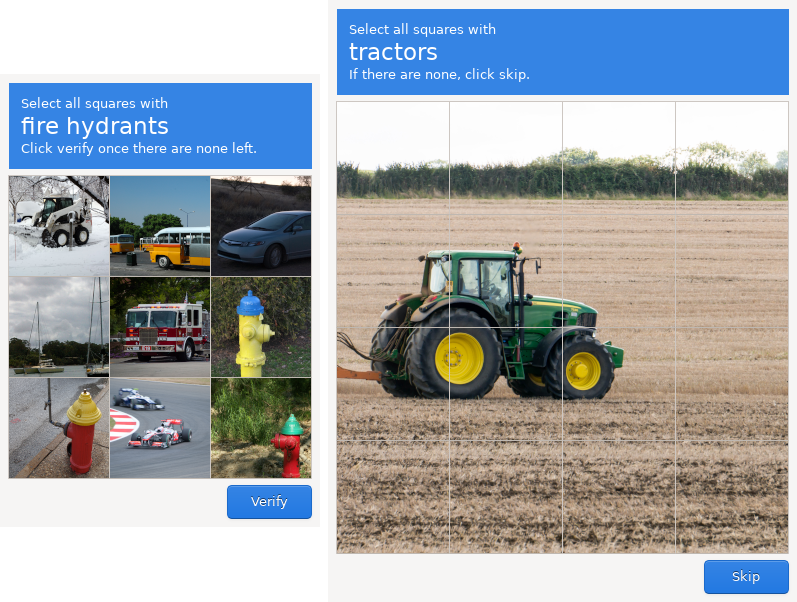 Select all squares with
fire hydrants
Click verify once there are none left.
Verify
Select all squares with
tractors
If there are none, click skip.
Skip